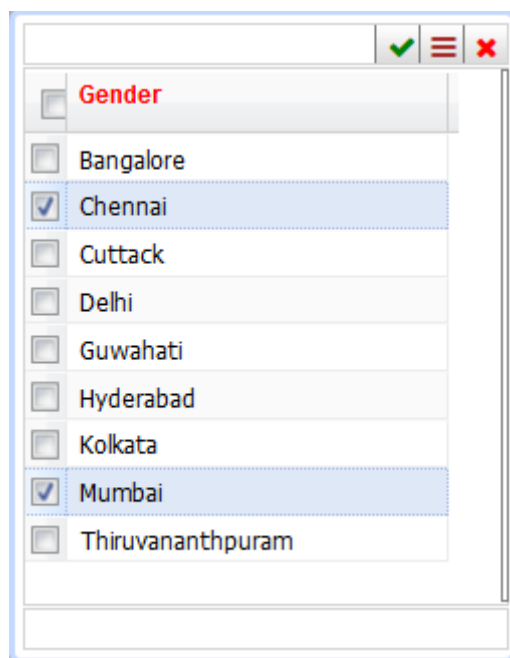 Gender
Bangalore
Chennai
Cuttack
Delhi
Guwahati
Hyderabad
Kolkata
Mumbai
Thiruvananthpuram